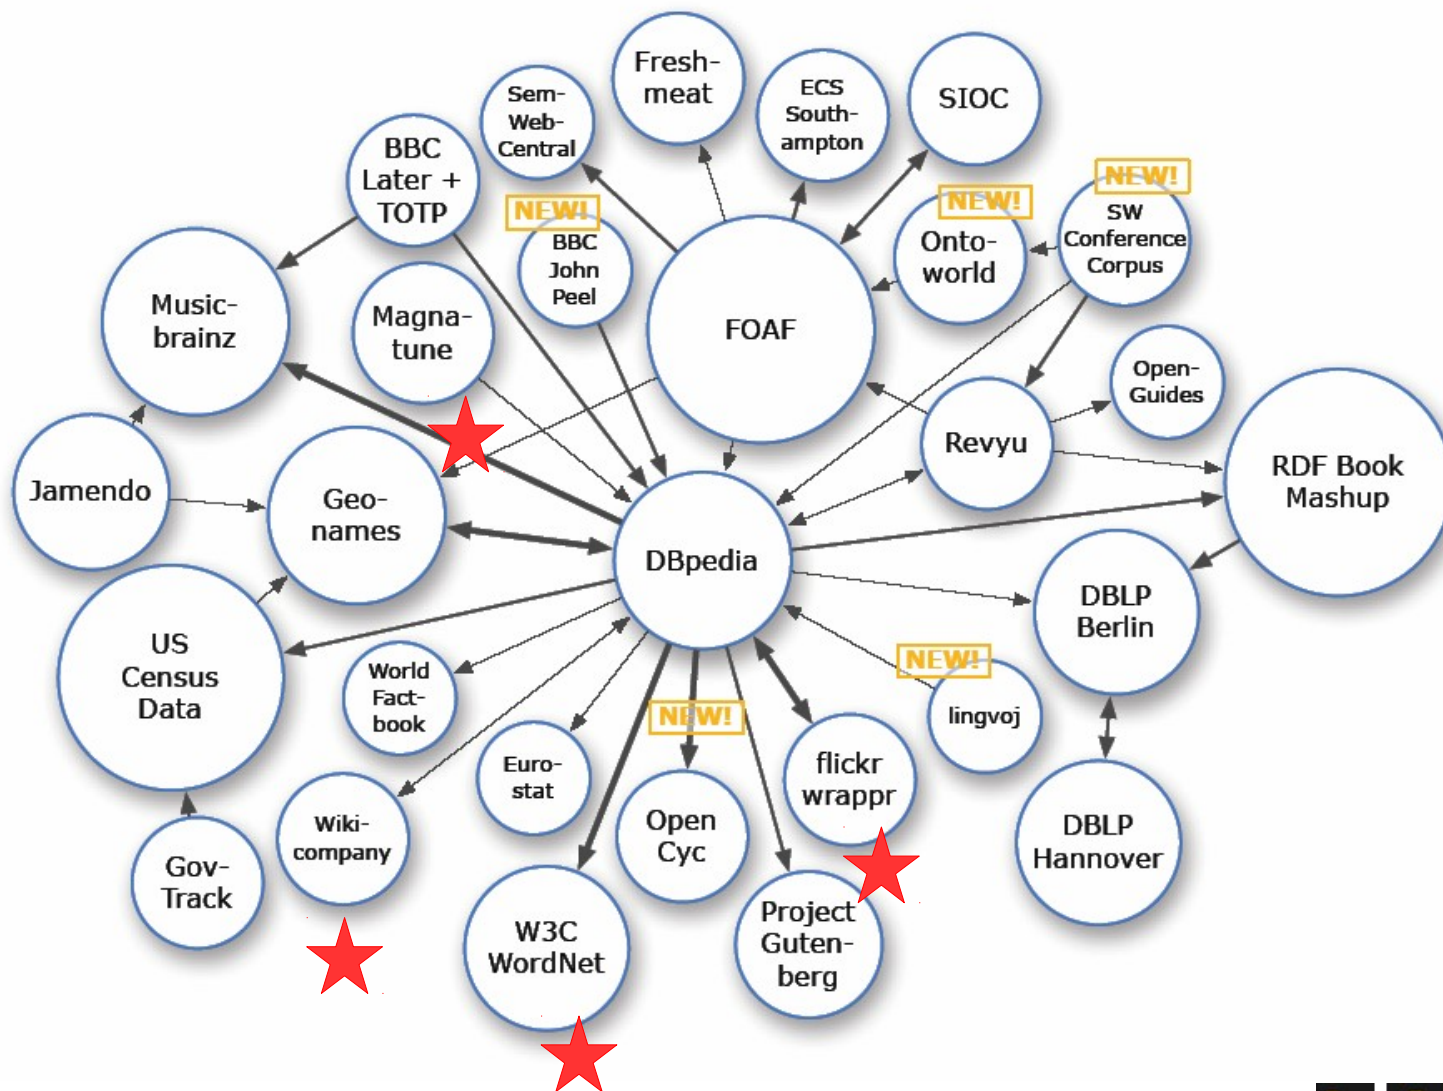 Fresh-
meat
ECS
South-
ampton
SIOC
Sem-
Web-
Central
BBC
Later +
TOTP
NEW!
BBC
John
Peel
NEW!
Onto-
world
NEW!
SW
Conference
Corpus
Music-
brainz
Magna-
tune
FOAF
Open-
Guides
Revyu
RDF Book
Mashup
Jamendo
Geo-
names
DBpedia
DBLP
Berlin
US
Census
Data
World
Fact-
book
NEW!
lingvoj
NEW!
Euro-
stat
flickr
wrappr
Open
Cyc
Wiki-
company
DBLP
Hannover
Gov-
Track
W3C
WordNet
Project
Guten-
berg